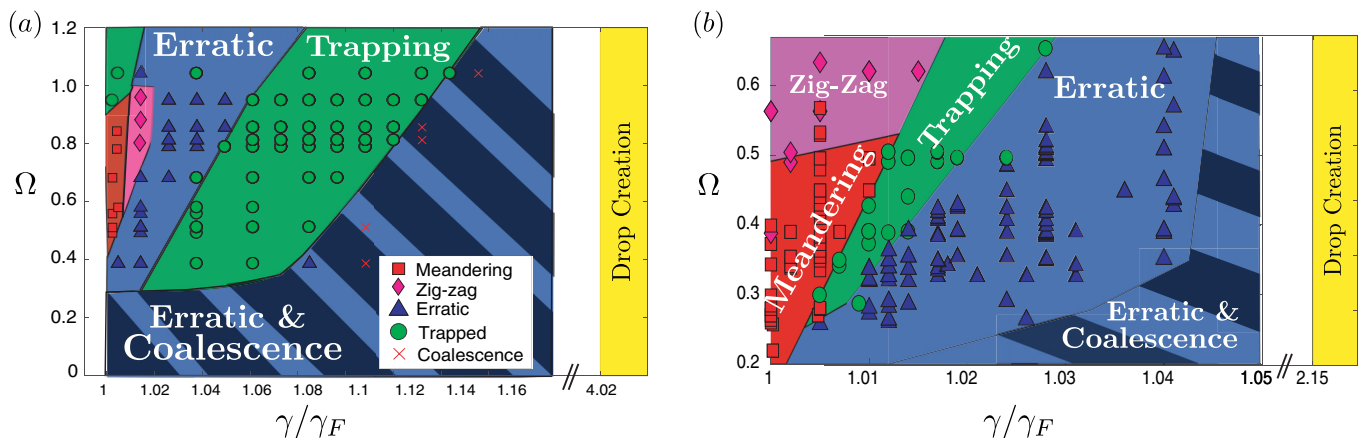 (a)
1.2
1.0
0.8
0.6
0.4
0.2
0
Ω
Erratic
Trapping
Erratic &
Coalescence
Meandering
Zig-zag
Erratic
Trapped
Coalescence
Drop Creation
1
1.02
1.04
1.06
1.08
1.1
1.12
1.14
1.16
//
4.02
γ/γF
(b)
0.6
0.5
0.4
0.3
0.2
Ω
Zig-Zag
Trapping
Erratic
Meandering
Erratic &
Coalescence
Drop Creation
1
1.01
1.02
1.03
1.04
1.05
//
2.15
γ/γF